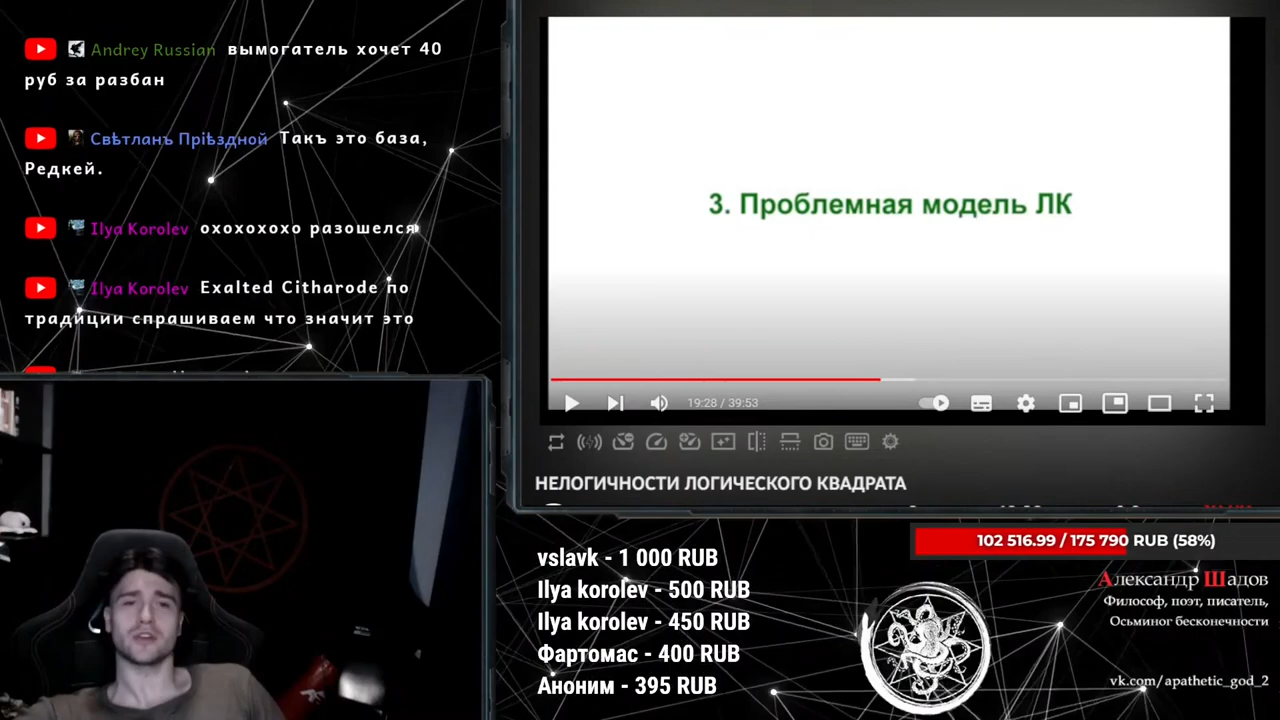 Andrey Russian вымогатель хочет 40
руб за разбан
Свѣтланъ Пріѣздной Такъ это база,
Редкей.
Ilya Korolev охохохохо разошелся
Ilya Korolev Exalted Citharode по
традиции спрашиваем что значит это
3. Проблемная модель ЛК
19:28 / 39:53
НЕЛОГИЧНОСТИ ЛОГИЧЕСКОГО КВАДРАТА
vslavk - 1 000 RUB
Ilya korolev - 500 RUB
Ilya korolev - 450 RUB
Фартомас - 400 RUB
Аноним - 395 RUB
102 516.99 / 175 790 RUB (58%)
Александр Шадов
Философ, поэт, писатель,
Осьминог бесконечности
vk.com/apathetic_god_2